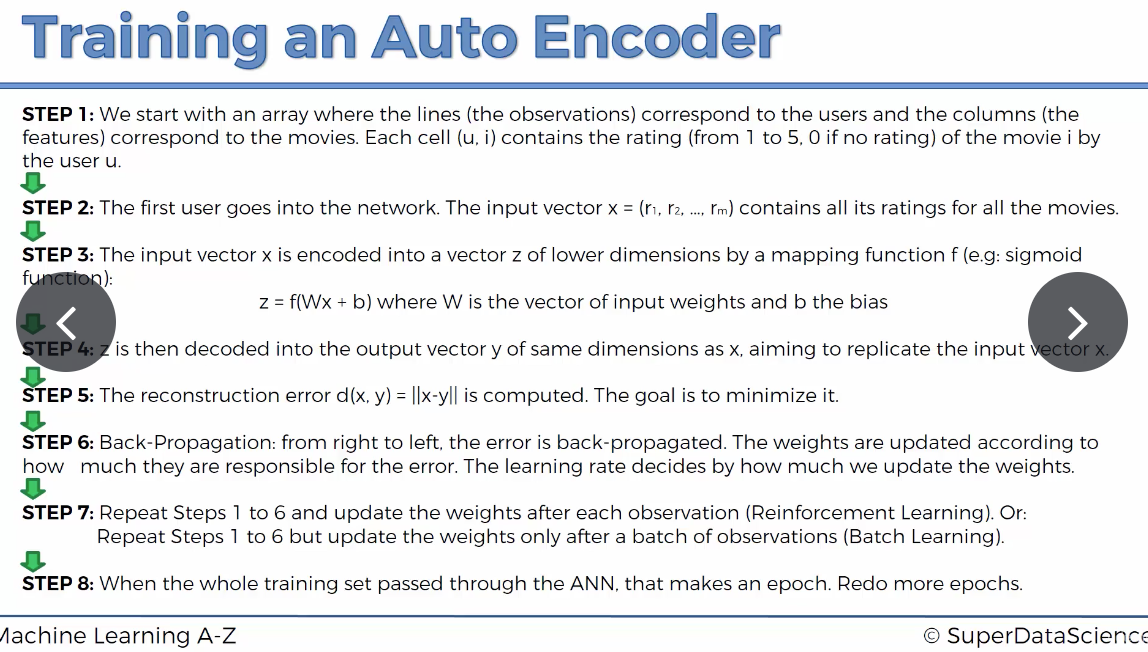 Training an Auto Encoder
STEP 1: We start with an array where the lines (the observations) correspond to the users and the columns (the
features) correspond to the movies. Each cell (u, i) contains the rating (from 1 to 5, 0 if no rating) of the movie i by
the user u.
STEP 2: The first user goes into the network. The input vector x = (r₁, r₂, ..., rₘ) contains all its ratings for all the movies.
STEP 3: The input vector x is encoded into a vector z of lower dimensions by a mapping function f (e.g: sigmoid
function):
z = f(Wx + b) where W is the vector of input weights and b the bias
STEP 4: z is then decoded into the output vector y of same dimensions as x, aiming to replicate the input vector x.
STEP 5: The reconstruction error d(x, y) = ||x-y|| is computed. The goal is to minimize it.
STEP 6: Back-Propagation: from right to left, the error is back-propagated. The weights are updated according to
how much they are responsible for the error. The learning rate decides by how much we update the weights.
STEP 7: Repeat Steps 1 to 6 and update the weights after each observation (Reinforcement Learning). Or:
Repeat Steps 1 to 6 but update the weights only after a batch of observations (Batch Learning).
STEP 8: When the whole training set passed through the ANN, that makes an epoch. Redo more epochs.
Machine Learning A-Z
© SuperDataScience